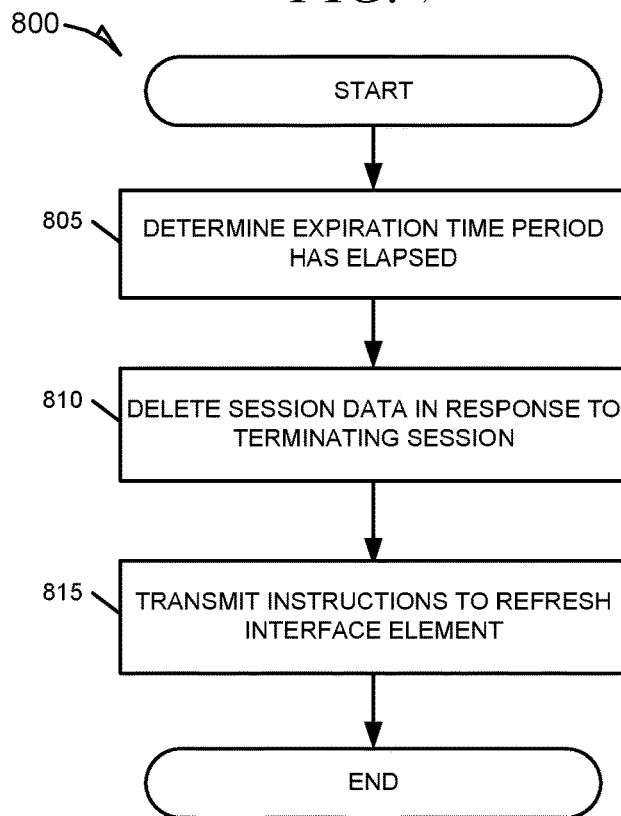 800
START
805
DETERMINE EXPIRATION TIME PERIOD
HAS ELAPSED
810
DELETE SESSION DATA IN RESPONSE TO
TERMINATING SESSION
815
TRANSMIT INSTRUCTIONS TO REFRESH
INTERFACE ELEMENT
END